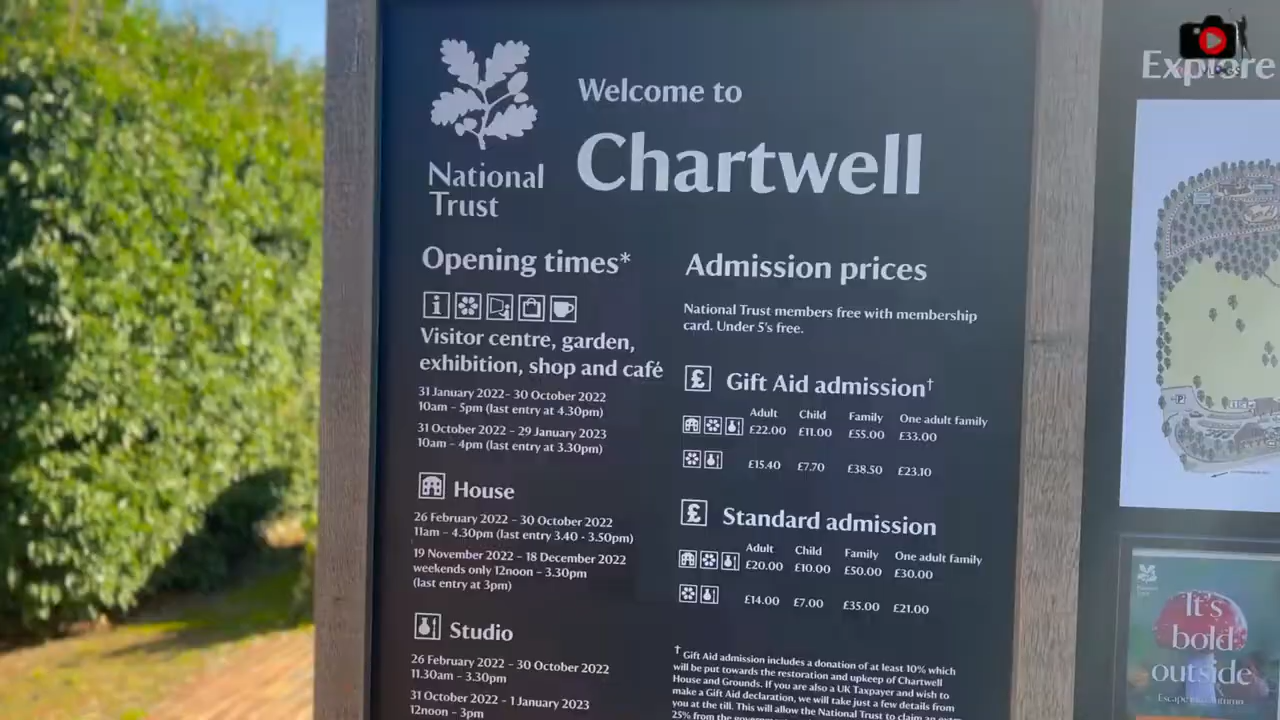 National
Trust
Welcome to
Chartwell
Opening times*
Visitor centre, garden,
exhibition, shop and café
31 January 2022 – 30 October 2022
10am – 5pm (last entry at 4.30pm)
31 October 2022 – 29 January 2023
10am – 4pm (last entry at 3.30pm)
House
26 February 2022 – 30 October 2022
11am – 4.30pm (last entry 3.40 - 3.50pm)
19 November 2022 – 18 December 2022
weekends only 12noon – 3.30pm
(last entry at 3pm)
Studio
26 February 2022 – 30 October 2022
11.30am – 3.30pm
31 October 2022 – 1 January 2023
12noon – 3pm
Admission prices
National Trust members free with membership
card. Under 5's free.
£ Gift Aid admission†
Adult Child Family One adult family
£22.00 £11.00 £55.00 £33.00
£15.40 £7.70 £38.50 £23.10
£ Standard admission
Adult Child Family One adult family
£20.00 £10.00 £50.00 £30.00
£14.00 £7.00 £35.00 £21.00
† Gift Aid admission includes a donation of at least 10% which
will be put towards the restoration and upkeep of Chartwell
House and Grounds. If you are also a UK Taxpayer and wish to
make a Gift Aid declaration, we will take just a few details from
you at the till. This will allow the National Trust to claim an extra
25% from the government
Explore
P
It's
bold
outside
Escape into autumn